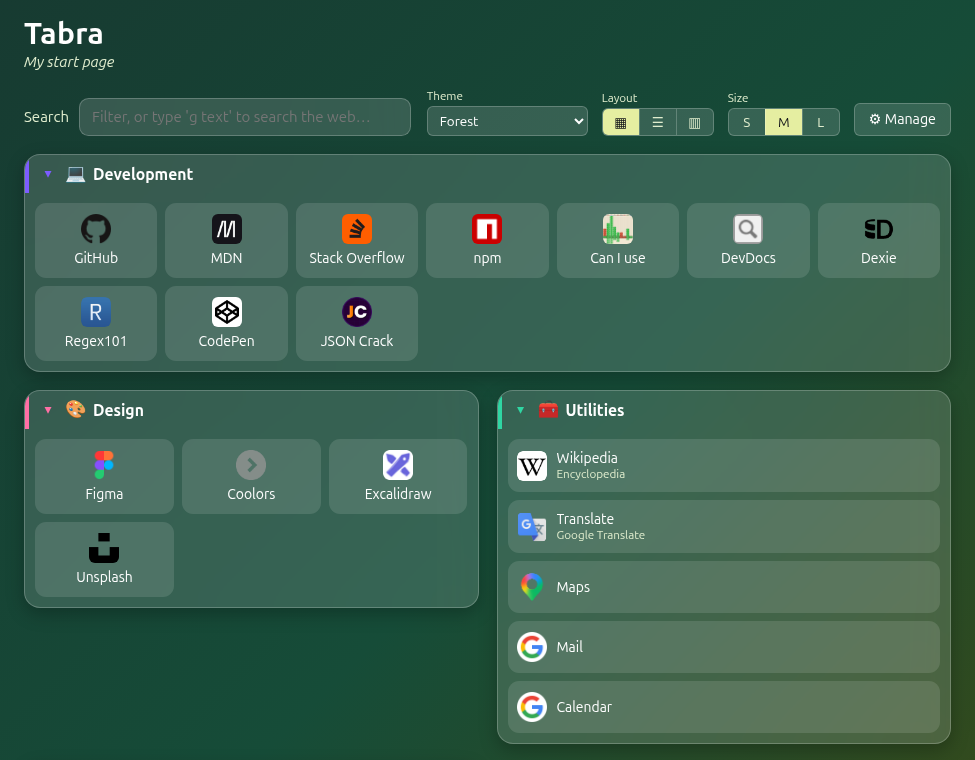 Tabra
My start page
Search
Filter, or type 'g text' to search the web...
Theme
Forest
Layout
Size
S
M
L
Manage
Development
GitHub
MDN
Stack Overflow
npm
Can I use
DevDocs
Dexie
Regex101
CodePen
JSON Crack
Design
Figma
Coolors
Excalidraw
Unsplash
Utilities
Wikipedia
Encyclopedia
Translate
Google Translate
Maps
Mail
Calendar